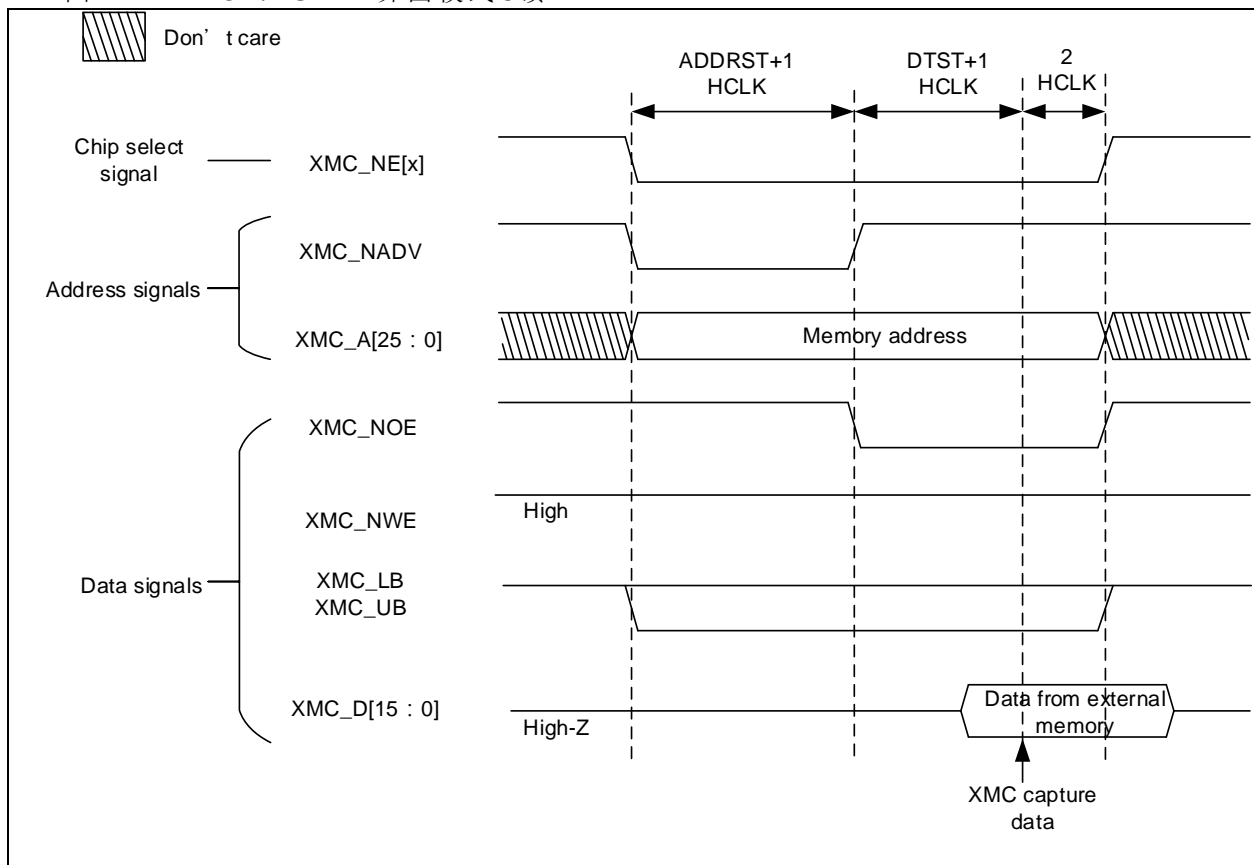 Don't care
ADDRST+1
HCLK
DTST+1
HCLK
2
HCLK
Chip select
signal
XMC_NE[x]
XMC_NADV
Address signals
XMC_A[25：0]
Memory address
XMC_NOE
High
XMC_NWE
Data signals
XMC_LB
XMC_UB
XMC_D[15：0]
High-Z
Data from external
memory
XMC capture
data